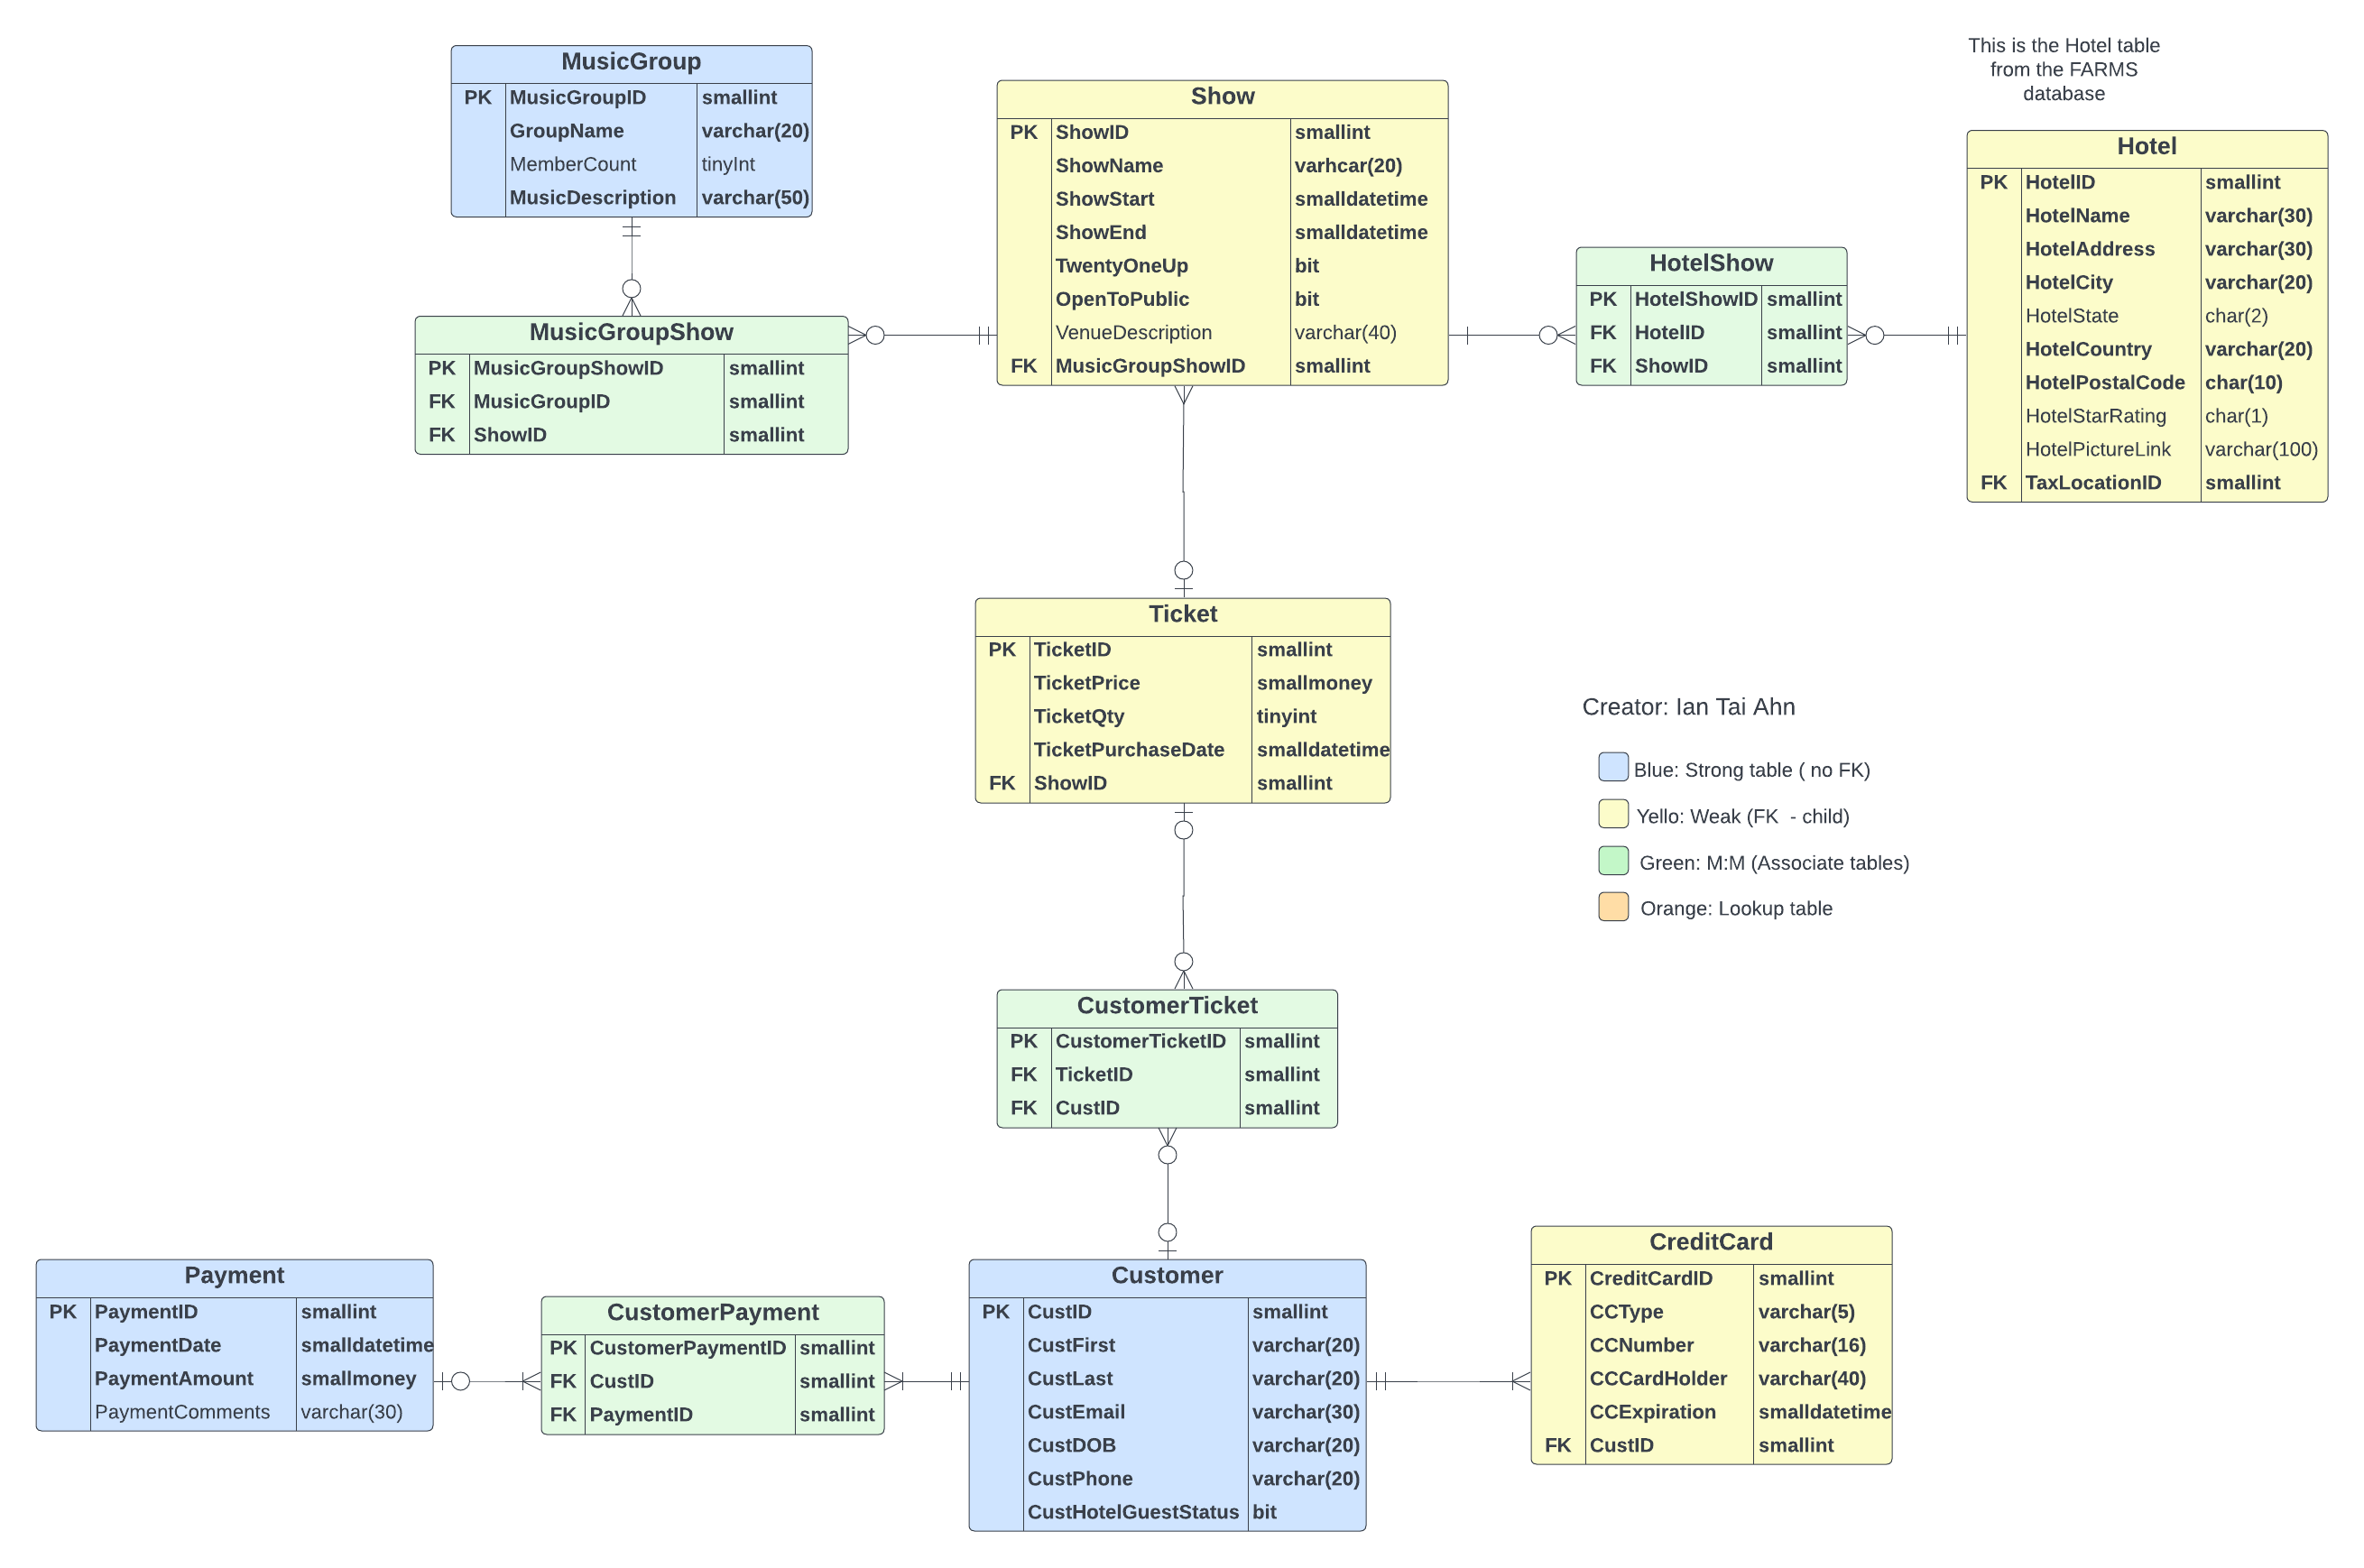 MusicGroup
PK MusicGroupID smallint
GroupName varchar(20)
MemberCount tinyInt
MusicDescription varchar(50)
Show
PK ShowID smallint
ShowName varhcar(20)
ShowStart smalldatetime
ShowEnd smalldatetime
TwentyOneUp bit
OpenToPublic bit
VenueDescription varchar(40)
FK MusicGroupShowID smallint
This is the Hotel table
from the FARMS
database
Hotel
PK HotelID smallint
HotelName varchar(30)
HotelAddress varchar(30)
HotelCity varchar(20)
HotelState char(2)
HotelCountry varchar(20)
HotelPostalCode char(10)
HotelStarRating char(1)
HotelPictureLink varchar(100)
FK TaxLocationID smallint
HotelShow
PK HotelShowID smallint
FK HotelID smallint
FK ShowID smallint
MusicGroupShow
PK MusicGroupShowID smallint
FK MusicGroupID smallint
FK ShowID smallint
Ticket
PK TicketID smallint
TicketPrice smallmoney
TicketQty tinyint
TicketPurchaseDate smalldatetime
FK ShowID smallint
Creator: Ian Tai Ahn
Blue: Strong table ( no FK)
Yello: Weak (FK - child)
Green: M:M (Associate tables)
Orange: Lookup table
CustomerTicket
PK CustomerTicketID smallint
FK TicketID smallint
FK CustID smallint
Payment
PK PaymentID smallint
PaymentDate smalldatetime
PaymentAmount smallmoney
PaymentComments varchar(30)
CustomerPayment
PK CustomerPaymentID smallint
FK CustID smallint
FK PaymentID smallint
Customer
PK CustID smallint
CustFirst varchar(20)
CustLast varchar(20)
CustEmail varchar(30)
CustDOB varchar(20)
CustPhone varchar(20)
CustHotelGuestStatus bit
CreditCard
PK CreditCardID smallint
CCType varchar(5)
CCNumber varchar(16)
CCCardHolder varchar(40)
CCExpiration smalldatetime
FK CustID smallint